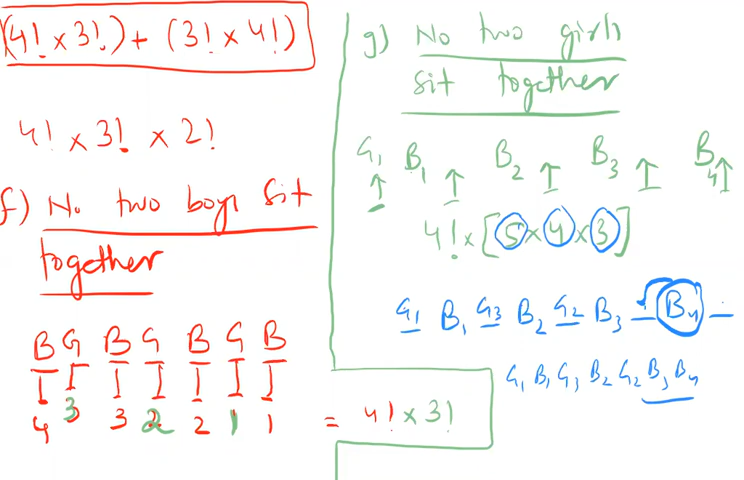 (4! × 3!) + (3! × 4!)
4! × 3! × 2!
f) No two boys sit
together
B G B G B G B
4 3 3 2 2 1 1
= 4! × 3!
g) No two girls
sit together
G1 B1 B2 B3 B4
4! × [5 × 4 × 3]
G1 B1 G3 B2 G2 B3 _ B4 _
G1 B1 G3 B2 G2 B3 B4